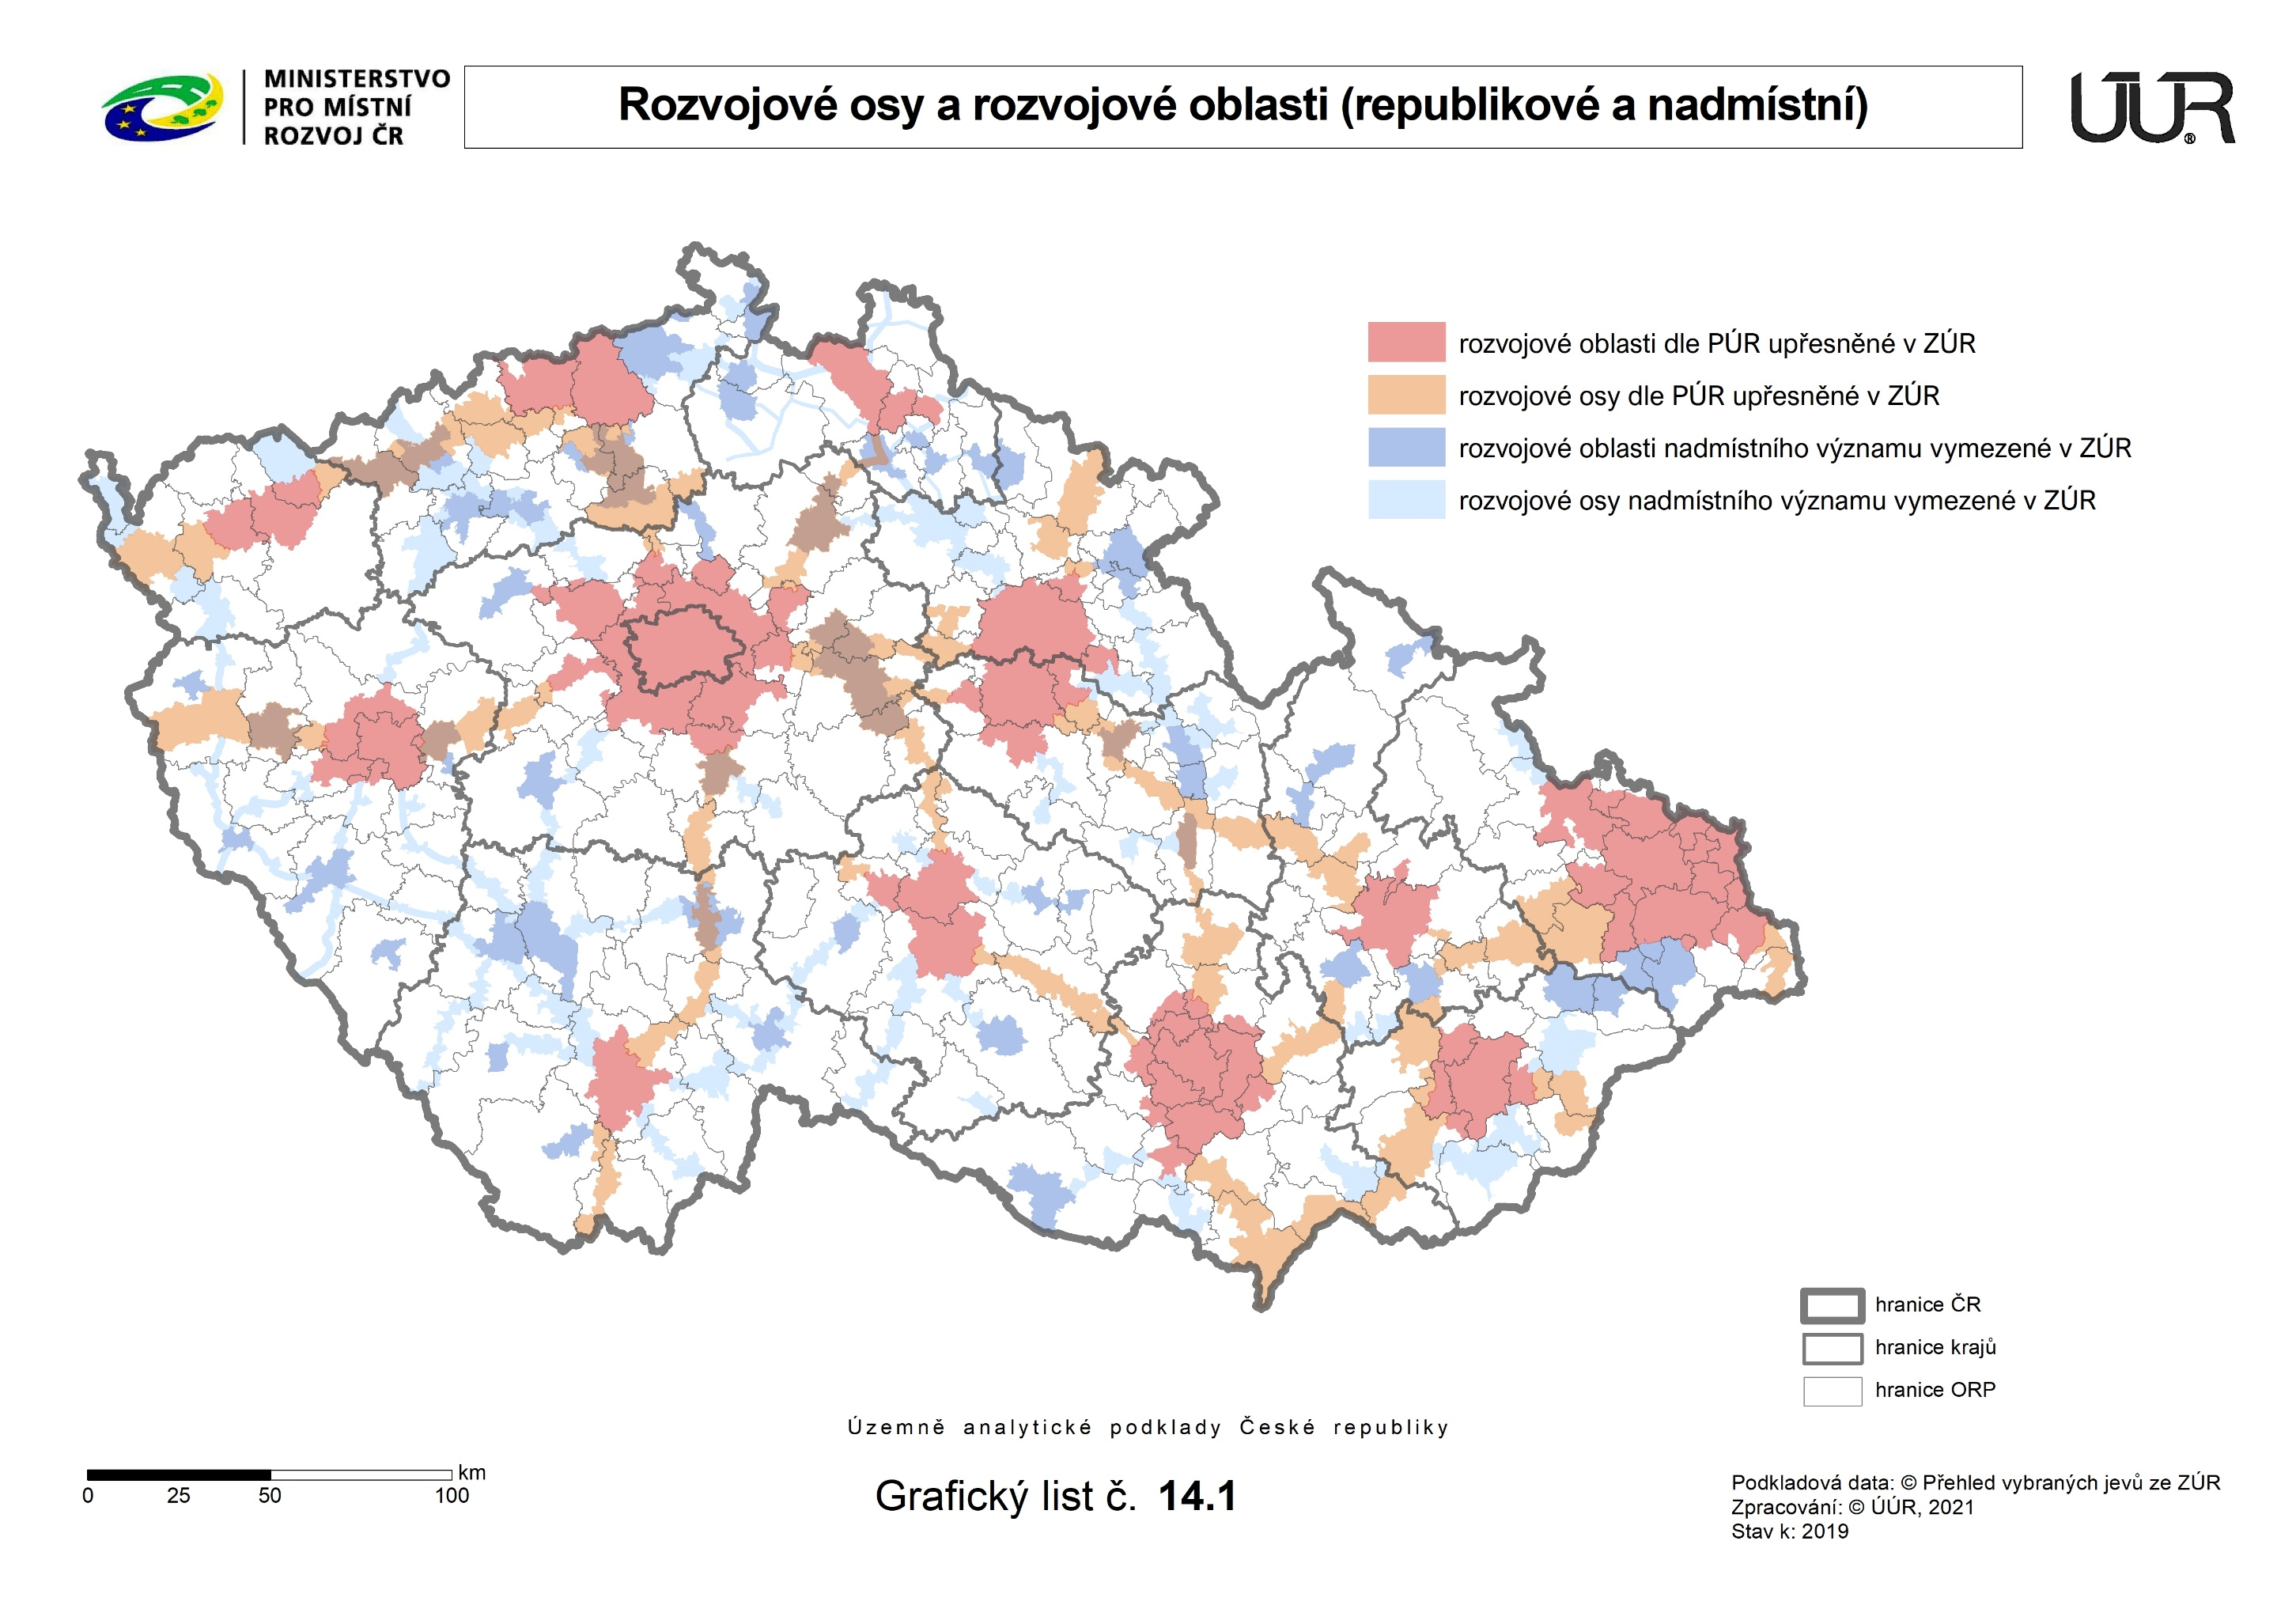 MINISTERSTVO
PRO MÍSTNÍ
ROZVOJ ČR
Rozvojové osy a rozvojové oblasti (republikové a nadmístní)
ÚÚR®
rozvojové oblasti dle PÚR upřesněné v ZÚR
rozvojové osy dle PÚR upřesněné v ZÚR
rozvojové oblasti nadmístního významu vymezené v ZÚR
rozvojové osy nadmístního významu vymezené v ZÚR
hranice ČR
hranice krajů
hranice ORP
Územně analytické podklady České republiky
km
0 25 50 100
Grafický list č. 14.1
Podkladová data: © Přehled vybraných jevů ze ZÚR
Zpracování: © ÚÚR, 2021
Stav k: 2019